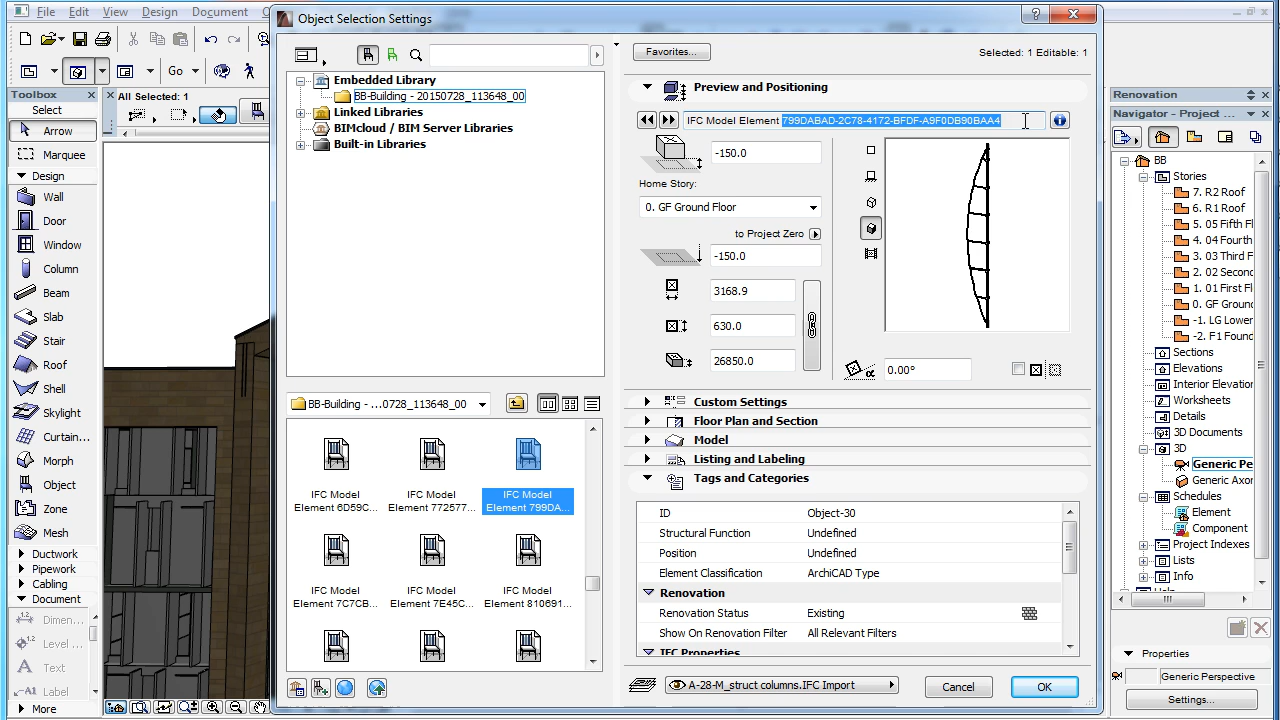 File Edit View Design Document
Object Selection Settings
Go
Toolbox
Select
Arrow
Marquee
Design
Wall
Door
Window
Column
Beam
Slab
Stair
Roof
Shell
Skylight
Curtain...
Morph
Object
Zone
Mesh
Ductwork
Pipework
Cabling
Document
Dimen...
Level ...
Text
Label
More
All Selected: 1
Embedded Library
BB-Building - 20150728_113648_00
Linked Libraries
BIMcloud / BIM Server Libraries
Built-in Libraries
BB-Building - ...0728_113648_00
IFC Model
Element 6D59C...
IFC Model
Element 772577...
IFC Model
Element 799DA...
IFC Model
Element 7C7CB...
IFC Model
Element 7E45C...
IFC Model
Element 810691...
Favorites...
Selected: 1 Editable: 1
Preview and Positioning
IFC Model Element 799DABAD-2C78-4172-BFDF-A9F0DB90BAA4
-150.0
Home Story:
0. GF Ground Floor
to Project Zero
-150.0
3168.9
630.0
26850.0
α
0.00°
Custom Settings
Floor Plan and Section
Model
Listing and Labeling
Tags and Categories
ID Object-30
Structural Function Undefined
Position Undefined
Element Classification ArchiCAD Type
Renovation
Renovation Status Existing
Show On Renovation Filter All Relevant Filters
IFC Properties
A-28-M_struct columns.IFC Import
Cancel
OK
Renovation
Navigator - Project ...
BB
Stories
7. R2 Roof
6. R1 Roof
5. 05 Fifth F
4. 04 Fourth
3. 03 Third F
2. 02 Secon
1. 01 First Fl
0. GF Groun
-1. LG Lower
-2. F1 Foun
Sections
Elevations
Interior Elevation
Worksheets
Details
3D Documents
3D
Generic Pe
Generic Axor
Schedules
Element
Component
Project Indexes
Lists
Info
Properties
Generic Perspective
Settings...